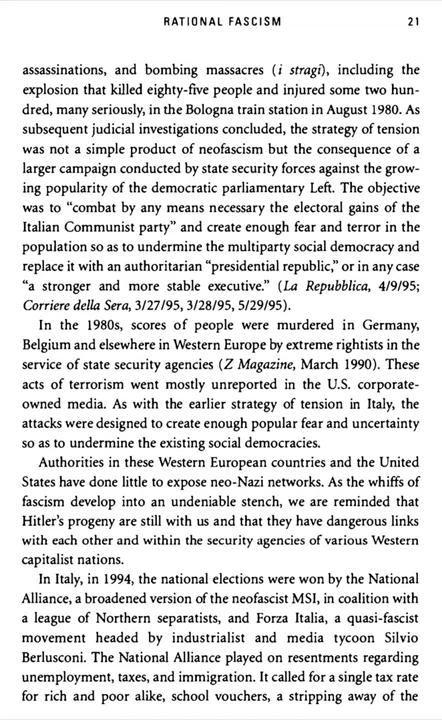 RATIONAL FASCISM 21
assassinations, and bombing massacres (i stragi), including the
explosion that killed eighty-five people and injured some two hun-
dred, many seriously, in the Bologna train station in August 1980. As
subsequent judicial investigations concluded, the strategy of tension
was not a simple product of neofascism but the consequence of a
larger campaign conducted by state security forces against the grow-
ing popularity of the democratic parliamentary Left. The objective
was to “combat by any means necessary the electoral gains of the
Italian Communist party” and create enough fear and terror in the
population so as to undermine the multiparty social democracy and
replace it with an authoritarian “presidential republic,” or in any case
“a stronger and more stable executive.” (La Repubblica, 4/9/95;
Corriere della Sera, 3/27/95, 3/28/95, 5/29/95).
In the 1980s, scores of people were murdered in Germany,
Belgium and elsewhere in Western Europe by extreme rightists in the
service of state security agencies (Z Magazine, March 1990). These
acts of terrorism went mostly unreported in the U.S. corporate-
owned media. As with the earlier strategy of tension in Italy, the
attacks were designed to create enough popular fear and uncertainty
so as to undermine the existing social democracies.
Authorities in these Western European countries and the United
States have done little to expose neo-Nazi networks. As the whiffs of
fascism develop into an undeniable stench, we are reminded that
Hitler’s progeny are still with us and that they have dangerous links
with each other and within the security agencies of various Western
capitalist nations.
In Italy, in 1994, the national elections were won by the National
Alliance, a broadened version of the neofascist MSI, in coalition with
a league of Northern separatists, and Forza Italia, a quasi-fascist
movement headed by industrialist and media tycoon Silvio
Berlusconi. The National Alliance played on resentments regarding
unemployment, taxes, and immigration. It called for a single tax rate
for rich and poor alike, school vouchers, a stripping away of the